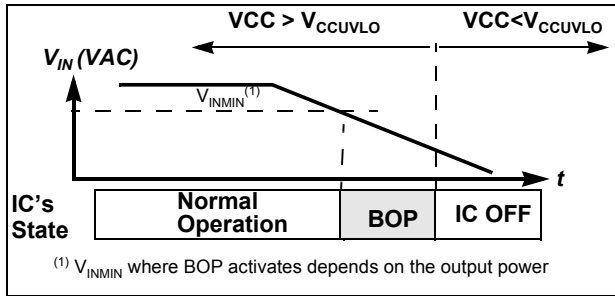 VCC > VCCUVLO
VCC<VCCUVLO
VIN (VAC)
VINMIN(1)
t
IC's State
Normal Operation
BOP
IC OFF
(1) VINMIN where BOP activates depends on the output power